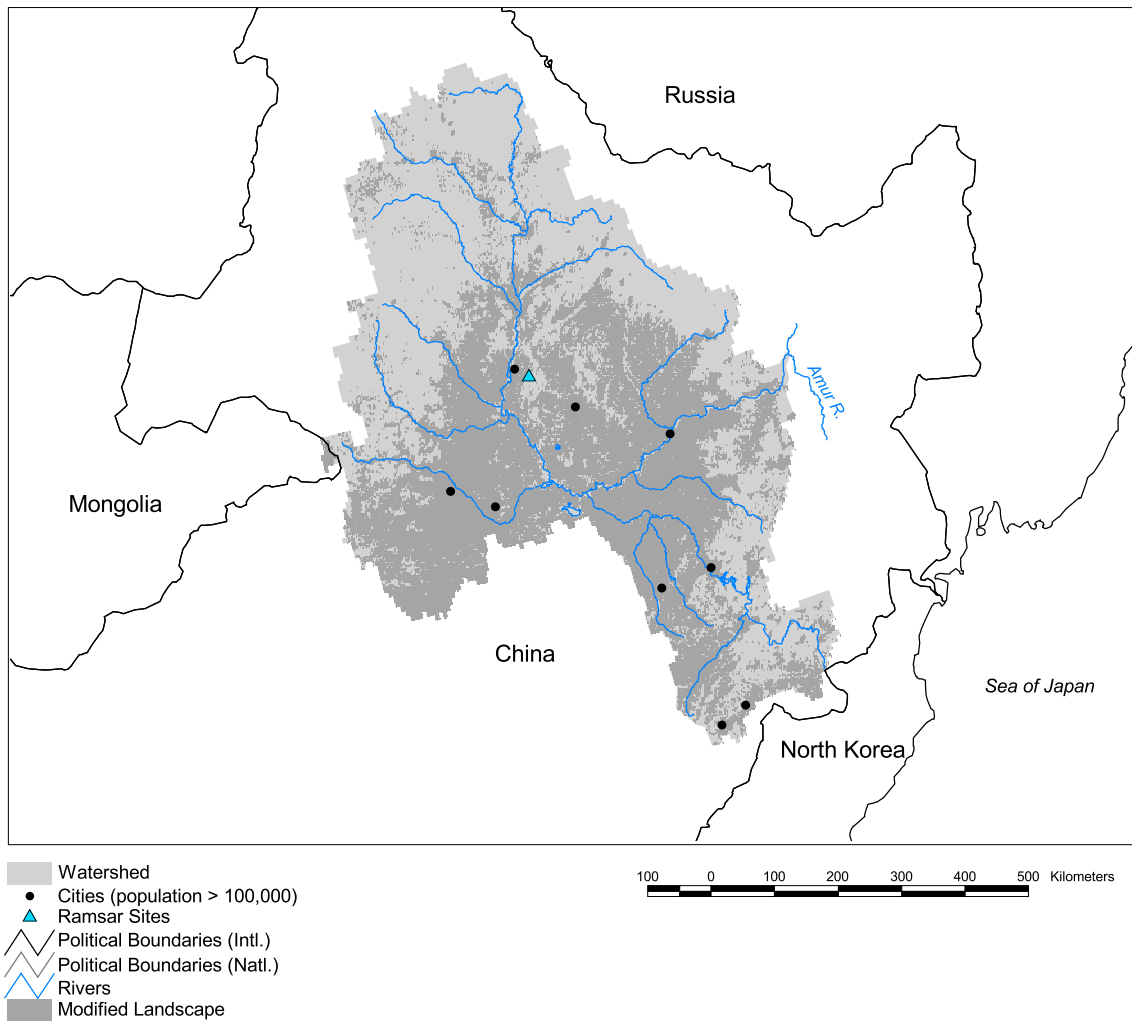 Russia
Amur R.
Mongolia
China
Sea of Japan
North Korea
Watershed
Cities (population > 100,000)
Ramsar Sites
Political Boundaries (Intl.)
Political Boundaries (Natl.)
Rivers
Modified Landscape
100 0 100 200 300 400 500 Kilometers